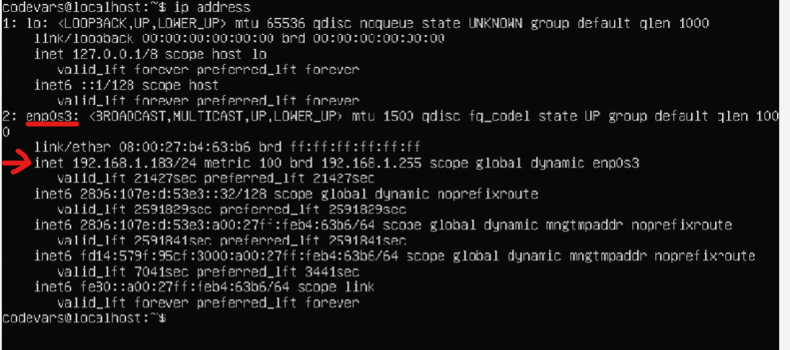 codevars@localhost:~$ ip address
1: lo: <LOOPBACK,UP,LOWER_UP> mtu 65536 qdisc noqueue state UNKNOWN group default qlen 1000
link/loopback 00:00:00:00:00:00 brd 00:00:00:00:00:00
inet 127.0.0.1/8 scope host lo
valid_lft forever preferred_lft forever
inet6 ::1/128 scope host
valid_lft forever preferred_lft forever
2: enp0s3: <BROADCAST,MULTICAST,UP,LOWER_UP> mtu 1500 qdisc fq_codel state UP group default qlen 100
0
link/ether 08:00:27:b4:63:b6 brd ff:ff:ff:ff:ff:ff
inet 192.168.1.183/24 metric 100 brd 192.168.1.255 scope global dynamic enp0s3
valid_lft 21427sec preferred_lft 21427sec
inet6 2806:107e:d:53e3::32/128 scope global dynamic noprefixroute
valid_lft 2591829sec preferred_lft 2591829sec
inet6 2806:107e:d:53e3:a00:27ff:feb4:63b6/64 scope global dynamic mngtmpaddr noprefixroute
valid_lft 2591841sec preferred_lft 2591841sec
inet6 fd14:579f:95cf:3000:a00:27ff:feb4:63b6/64 scope global dynamic mngtmpaddr noprefixroute
valid_lft 7041sec preferred_lft 3441sec
inet6 fe80::a00:27ff:feb4:63b6/64 scope link
valid_lft forever preferred_lft forever
codevars@localhost:~$